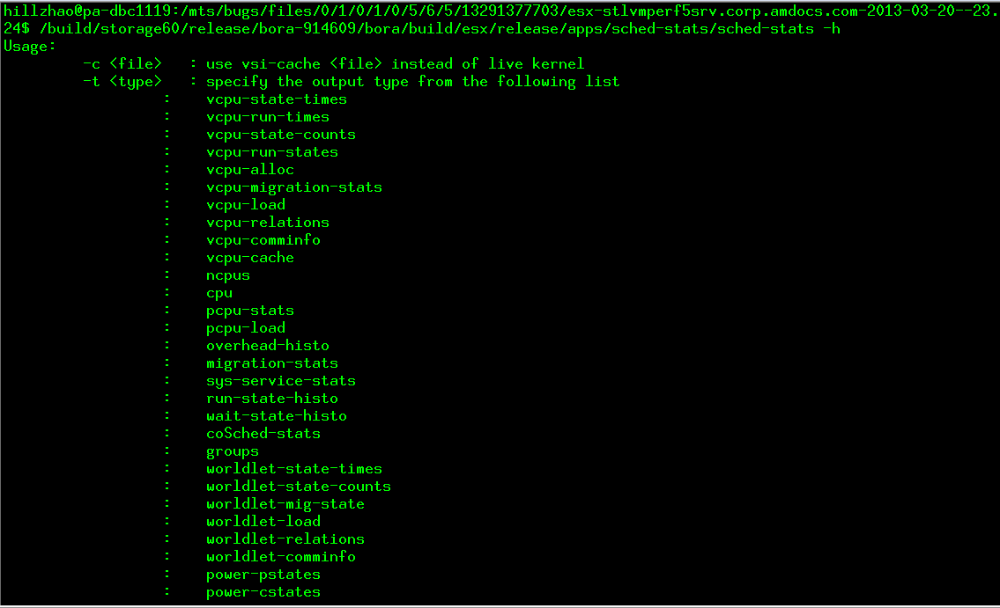 hillzhao@pa-dbc1119:/mts/bugs/files/0/1/0/1/0/5/6/5/13291377703/esx-stlvmperf5srv.corp.amdocs.com-2013-03-20--23.
24$ /build/storage60/release/bora-914609/bora/build/esx/release/apps/sched-stats/sched-stats -h
Usage:
-c <file> : use vsi-cache <file> instead of live kernel
-t <type> : specify the output type from the following list
: vcpu-state-times
: vcpu-run-times
: vcpu-state-counts
: vcpu-run-states
: vcpu-alloc
: vcpu-migration-stats
: vcpu-load
: vcpu-relations
: vcpu-comminfo
: vcpu-cache
: ncpus
: cpu
: pcpu-stats
: pcpu-load
: overhead-histo
: migration-stats
: sys-service-stats
: run-state-histo
: wait-state-histo
: coSched-stats
: groups
: worldlet-state-times
: worldlet-state-counts
: worldlet-mig-state
: worldlet-load
: worldlet-relations
: worldlet-comminfo
: power-pstates
: power-cstates